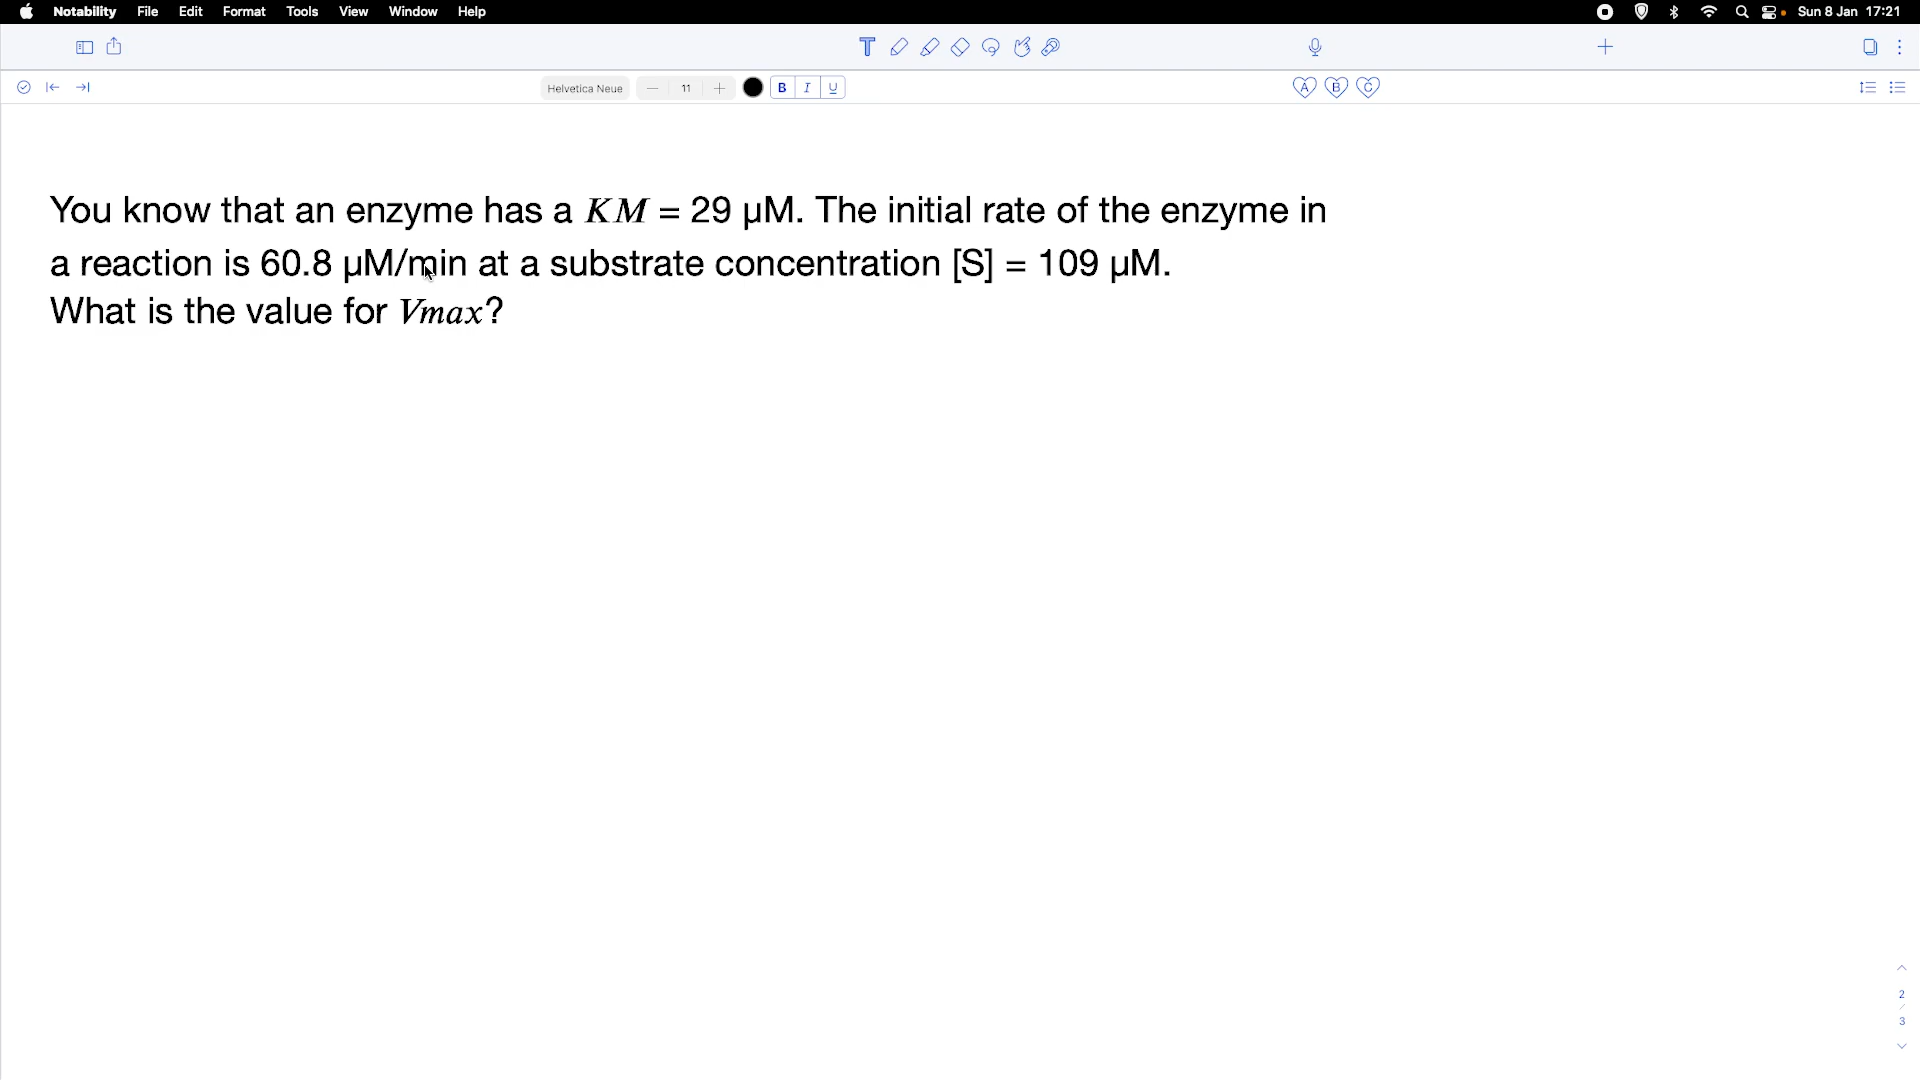 Notability File Edit Format Tools View Window Help Sun 8 Jan 17:21
T
Helvetica Neue — 11 + B I U A B C
You know that an enzyme has a KM = 29 µM. The initial rate of the enzyme in
a reaction is 60.8 µM/min at a substrate concentration [S] = 109 µM.
What is the value for Vmax?
2
/
3